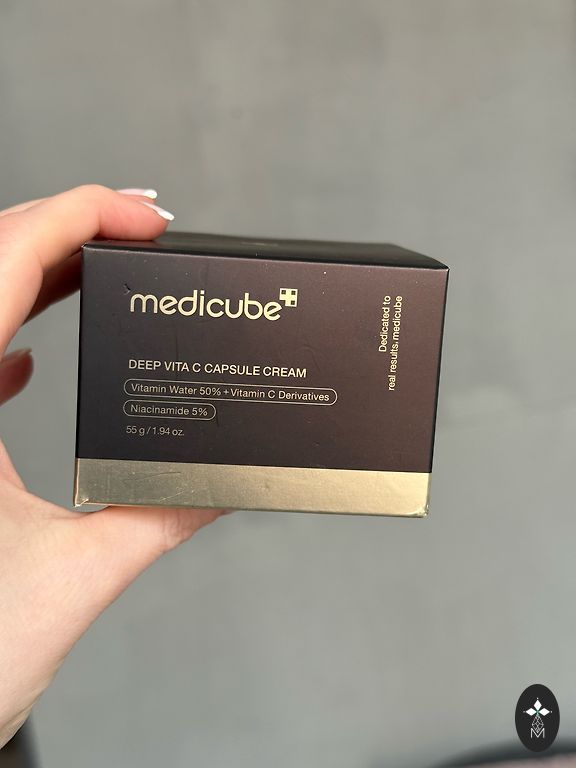 medicube
DEEP VITA C CAPSULE CREAM
Vitamin Water 50% + Vitamin C Derivatives
Niacinamide 5%
55 g / 1.94 oz.
Dedicated to
real results, medicube
M